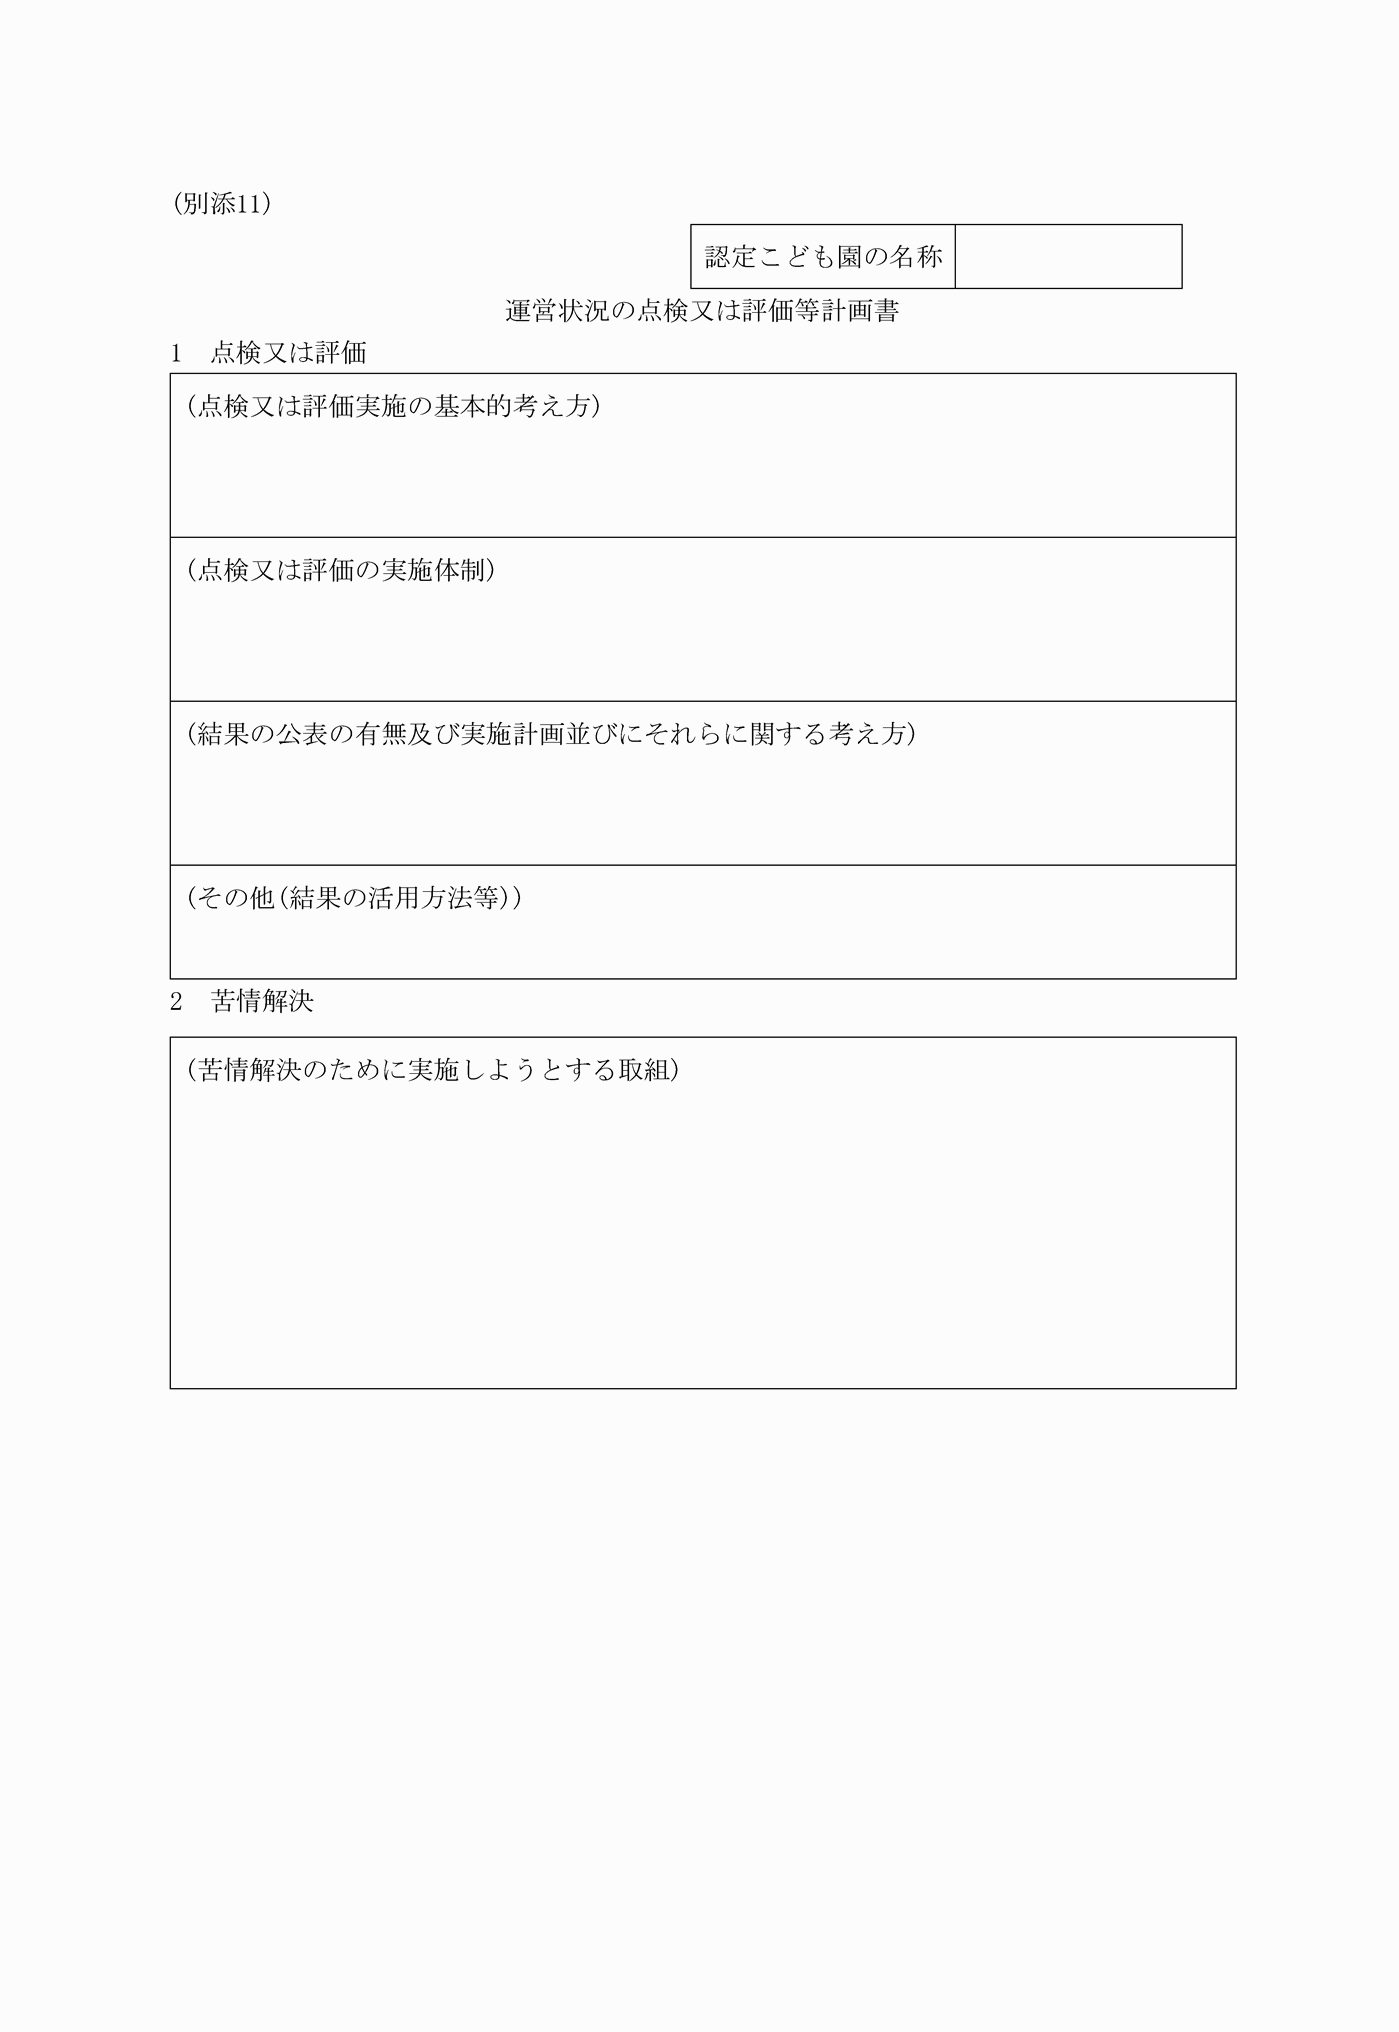 (別添11)
認定こども園の名称
運営状況の点検又は評価等計画書
1　点検又は評価
(点検又は評価実施の基本的考え方)
(点検又は評価の実施体制)
(結果の公表の有無及び実施計画並びにそれらに関する考え方)
(その他(結果の活用方法等))
2　苦情解決
(苦情解決のために実施しようとする取組)